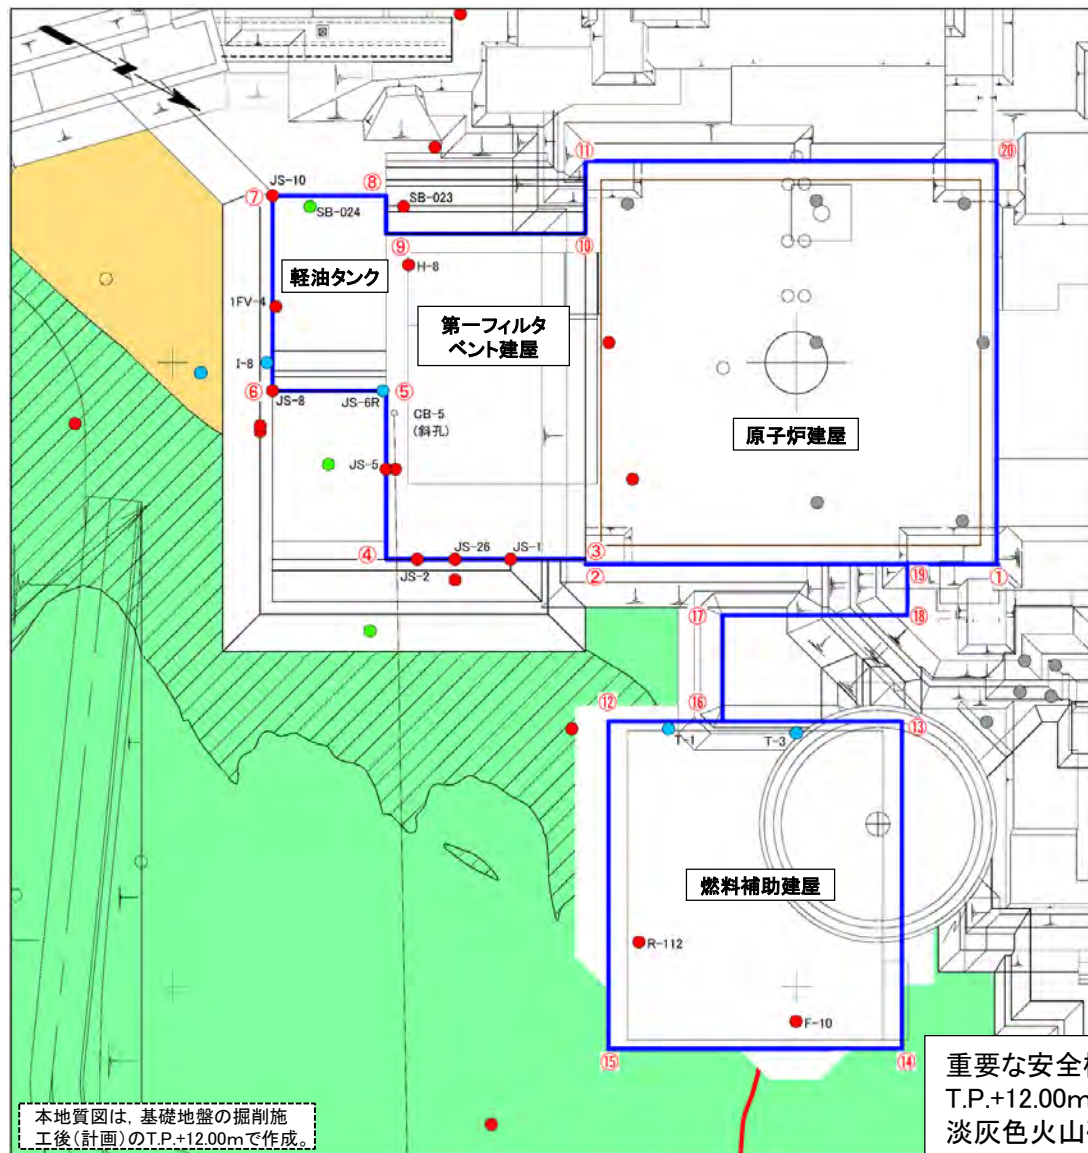 ⑪
⑳
JS-10
⑧
⑦
SB-024
SB-023
⑨
⑩
H-8
軽油タンク
1FV-4
第一フィルタ
ベント建屋
I-8
⑥
JS-8
JS-6R
⑤
CB-5
(斜孔)
原子炉建屋
JS-5
④
JS-26
JS-1
③
JS-2
②
⑲
①
⑰
⑱
⑫
⑯
⑬
T-1
T-3
燃料補助建屋
R-112
F-10
⑮
⑭
重要な安全機
T.P.+12.00m
淡灰色火山
本地質図は，基礎地盤の掘削施
工後(計画)のT.P.+12.00mで作成。